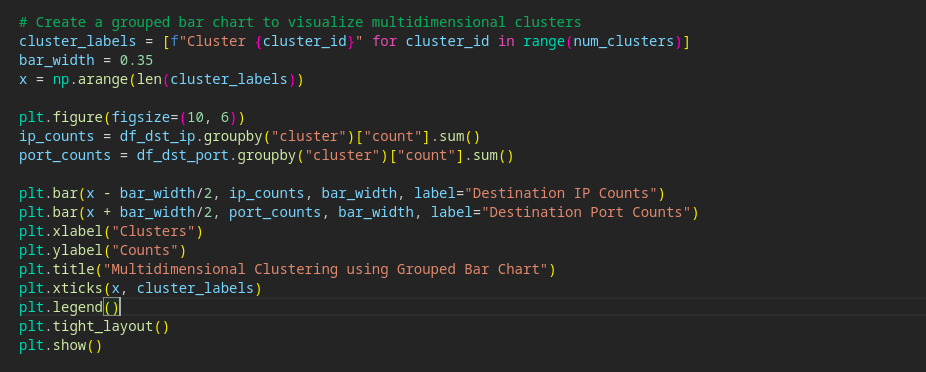 # Create a grouped bar chart to visualize multidimensional clusters
cluster_labels = [f"Cluster {cluster_id}" for cluster_id in range(num_clusters)]
bar_width = 0.35
x = np.arange(len(cluster_labels))
plt.figure(figsize=(10, 6))
ip_counts = df_dst_ip.groupby("cluster")["count"].sum()
port_counts = df_dst_port.groupby("cluster")["count"].sum()
plt.bar(x - bar_width/2, ip_counts, bar_width, label="Destination IP Counts")
plt.bar(x + bar_width/2, port_counts, bar_width, label="Destination Port Counts")
plt.xlabel("Clusters")
plt.ylabel("Counts")
plt.title("Multidimensional Clustering using Grouped Bar Chart")
plt.xticks(x, cluster_labels)
plt.legend()
plt.tight_layout()
plt.show()